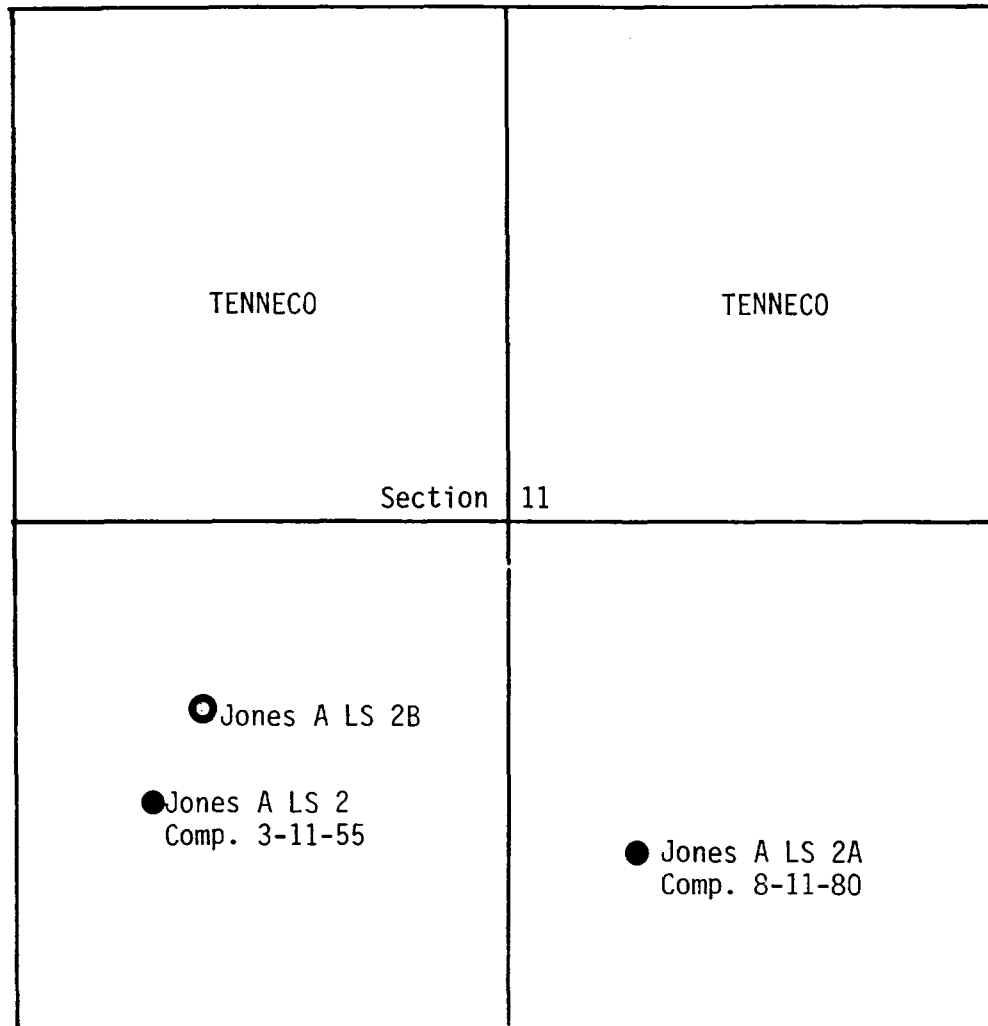 TENNECO
TENNECO
Section 11
Jones A LS 2B
Jones A LS 2
Comp. 3-11-55
Jones A LS 2A
Comp. 8-11-80